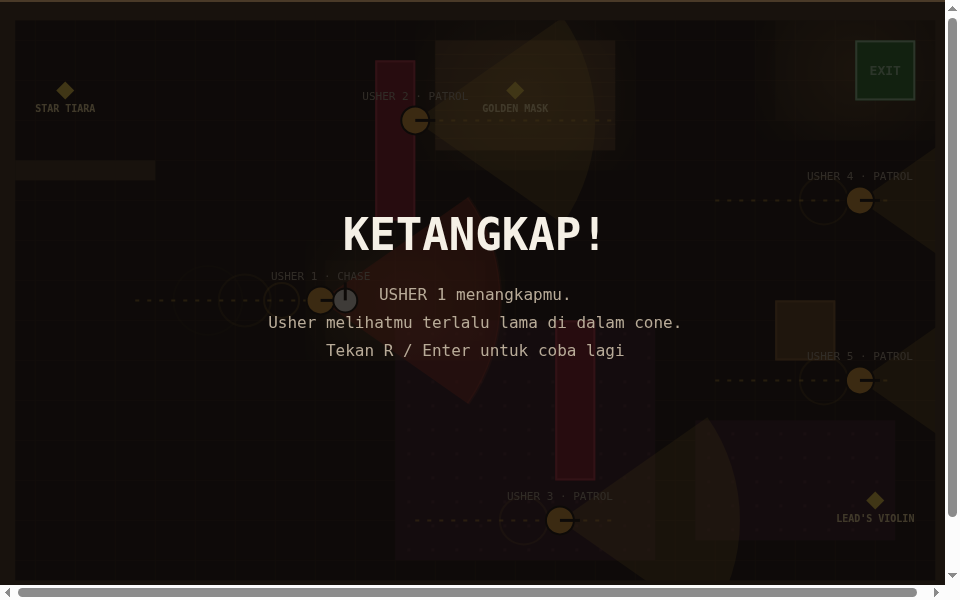 EXIT
STAR TIARA
USHER 2 · PATROL
GOLDEN MASK
USHER 4 · PATROL
KETANGKAP!
USHER 1 · CHASE
USHER 1 menangkapmu.
Usher melihatmu terlalu lama di dalam cone.
Tekan R / Enter untuk coba lagi
USHER 5 · PATROL
USHER 3 · PATROL
LEAD'S VIOLIN